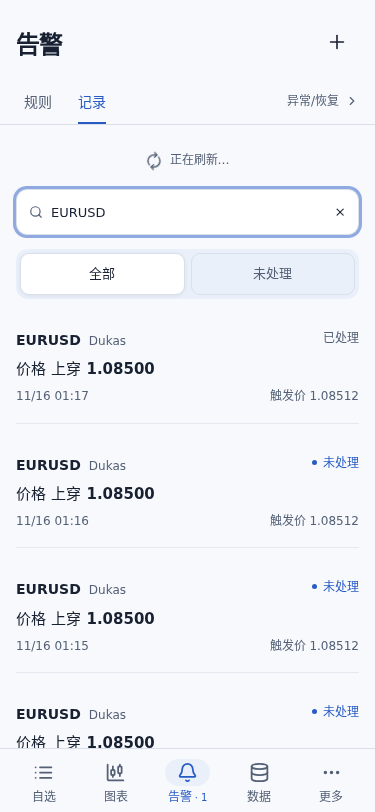 告警
规则 记录 异常/恢复
正在刷新...
EURUSD
全部 未处理
EURUSD Dukas 已处理
价格 上穿 1.08500
11/16 01:17 触发价 1.08512
EURUSD Dukas 未处理
价格 上穿 1.08500
11/16 01:16 触发价 1.08512
EURUSD Dukas 未处理
价格 上穿 1.08500
11/16 01:15 触发价 1.08512
EURUSD Dukas 未处理
价格 上穿 1.08500
自选 图表 告警 · 1 数据 更多